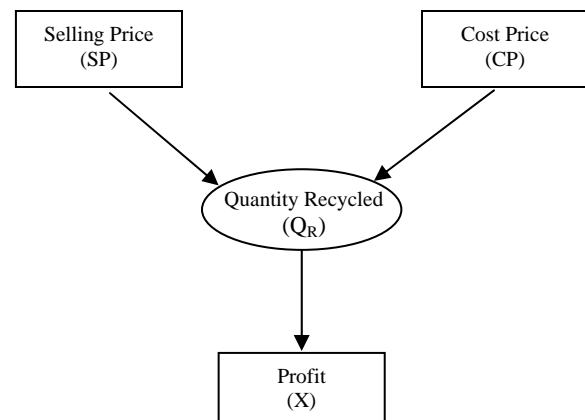 Selling Price
(SP)
Cost Price
(CP)
Quantity Recycled
(QR)
Profit
(X)